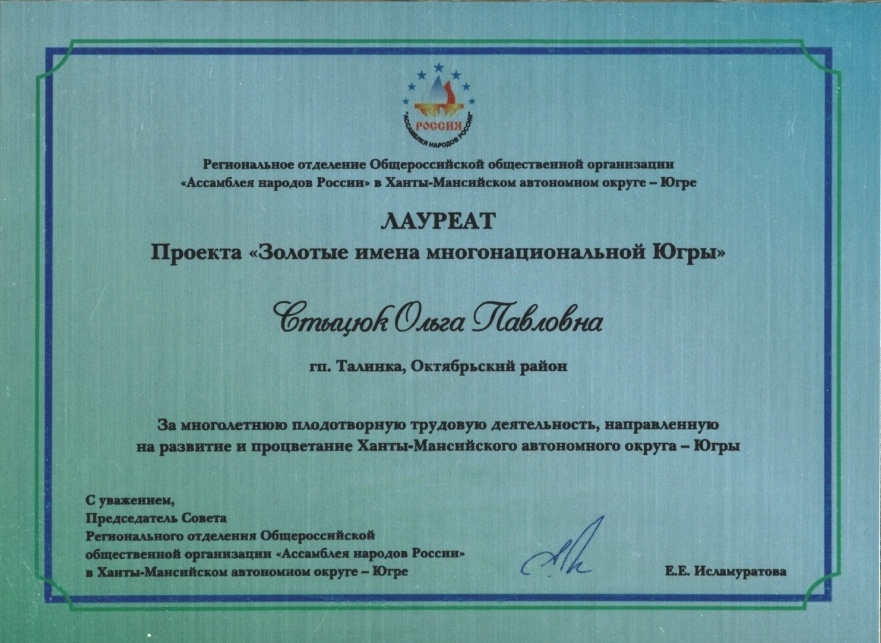 РОССИЯ
"АССАМБЛЕЯ НАРОДОВ РОССИИ"
Региональное отделение Общероссийской общественной организации
«Ассамблея народов России» в Ханты-Мансийском автономном округе – Югре
ЛАУРЕАТ
Проекта «Золотые имена многонациональной Югры»
Стыцюк Ольга Павловна
гп. Талинка, Октябрьский район
За многолетнюю плодотворную трудовую деятельность, направленную
на развитие и процветание Ханты-Мансийского автономного округа – Югры
С уважением,
Председатель Совета
Регионального отделения Общероссийской
общественной организации «Ассамблея народов России»
в Ханты-Мансийском автономном округе – Югре
Е.Е. Исламуратова